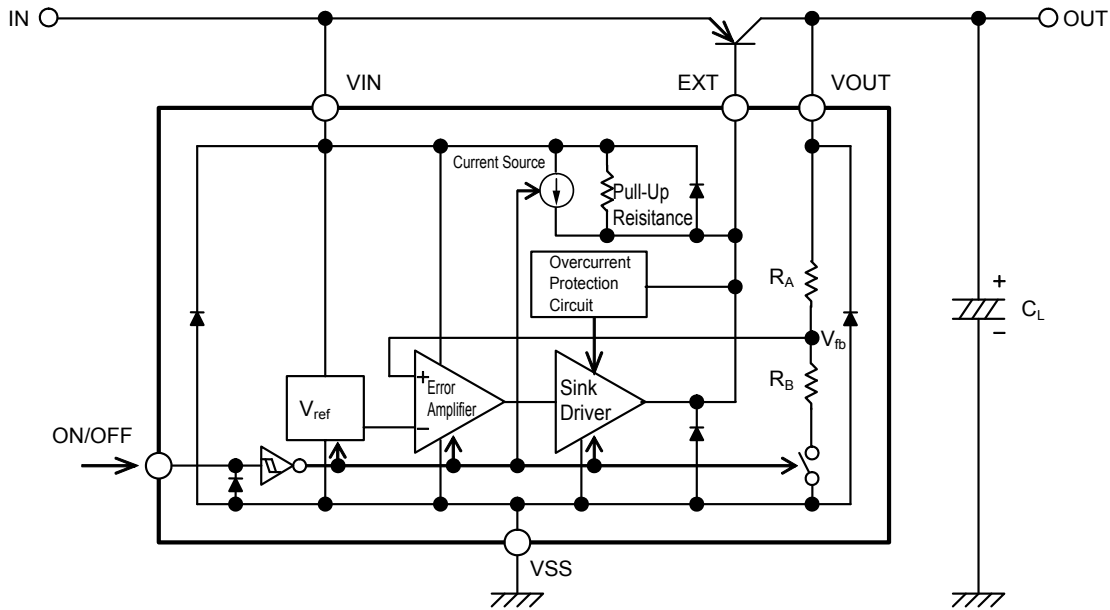 IN
OUT
VIN
EXT
VOUT
Current Source
Pull-Up
Reisitance
Overcurrent
Protection
Circuit
RA
+
CL
−
Vfb
RB
+
Error
Amplifier
−
Sink
Driver
Vref
ON/OFF
VSS